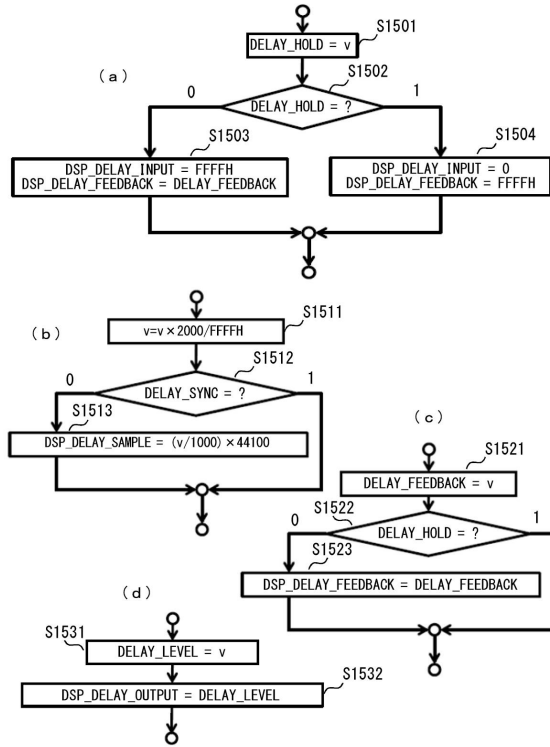 S1501
DELAY_HOLD = v
(a)
S1502
0
DELAY_HOLD = ?
1
S1503
S1504
DSP_DELAY_INPUT = FFFFH
DSP_DELAY_FEEDBACK = DELAY_FEEDBACK
DSP_DELAY_INPUT = 0
DSP_DELAY_FEEDBACK = FFFFH
(b)
S1511
v=v×2000/FFFFH
S1512
0
DELAY_SYNC = ?
1
S1513
DSP_DELAY_SAMPLE = (v/1000)×44100
(c)
S1521
DELAY_FEEDBACK = v
S1522
0
DELAY_HOLD = ?
1
S1523
DSP_DELAY_FEEDBACK = DELAY_FEEDBACK
(d)
S1531
DELAY_LEVEL = v
S1532
DSP_DELAY_OUTPUT = DELAY_LEVEL